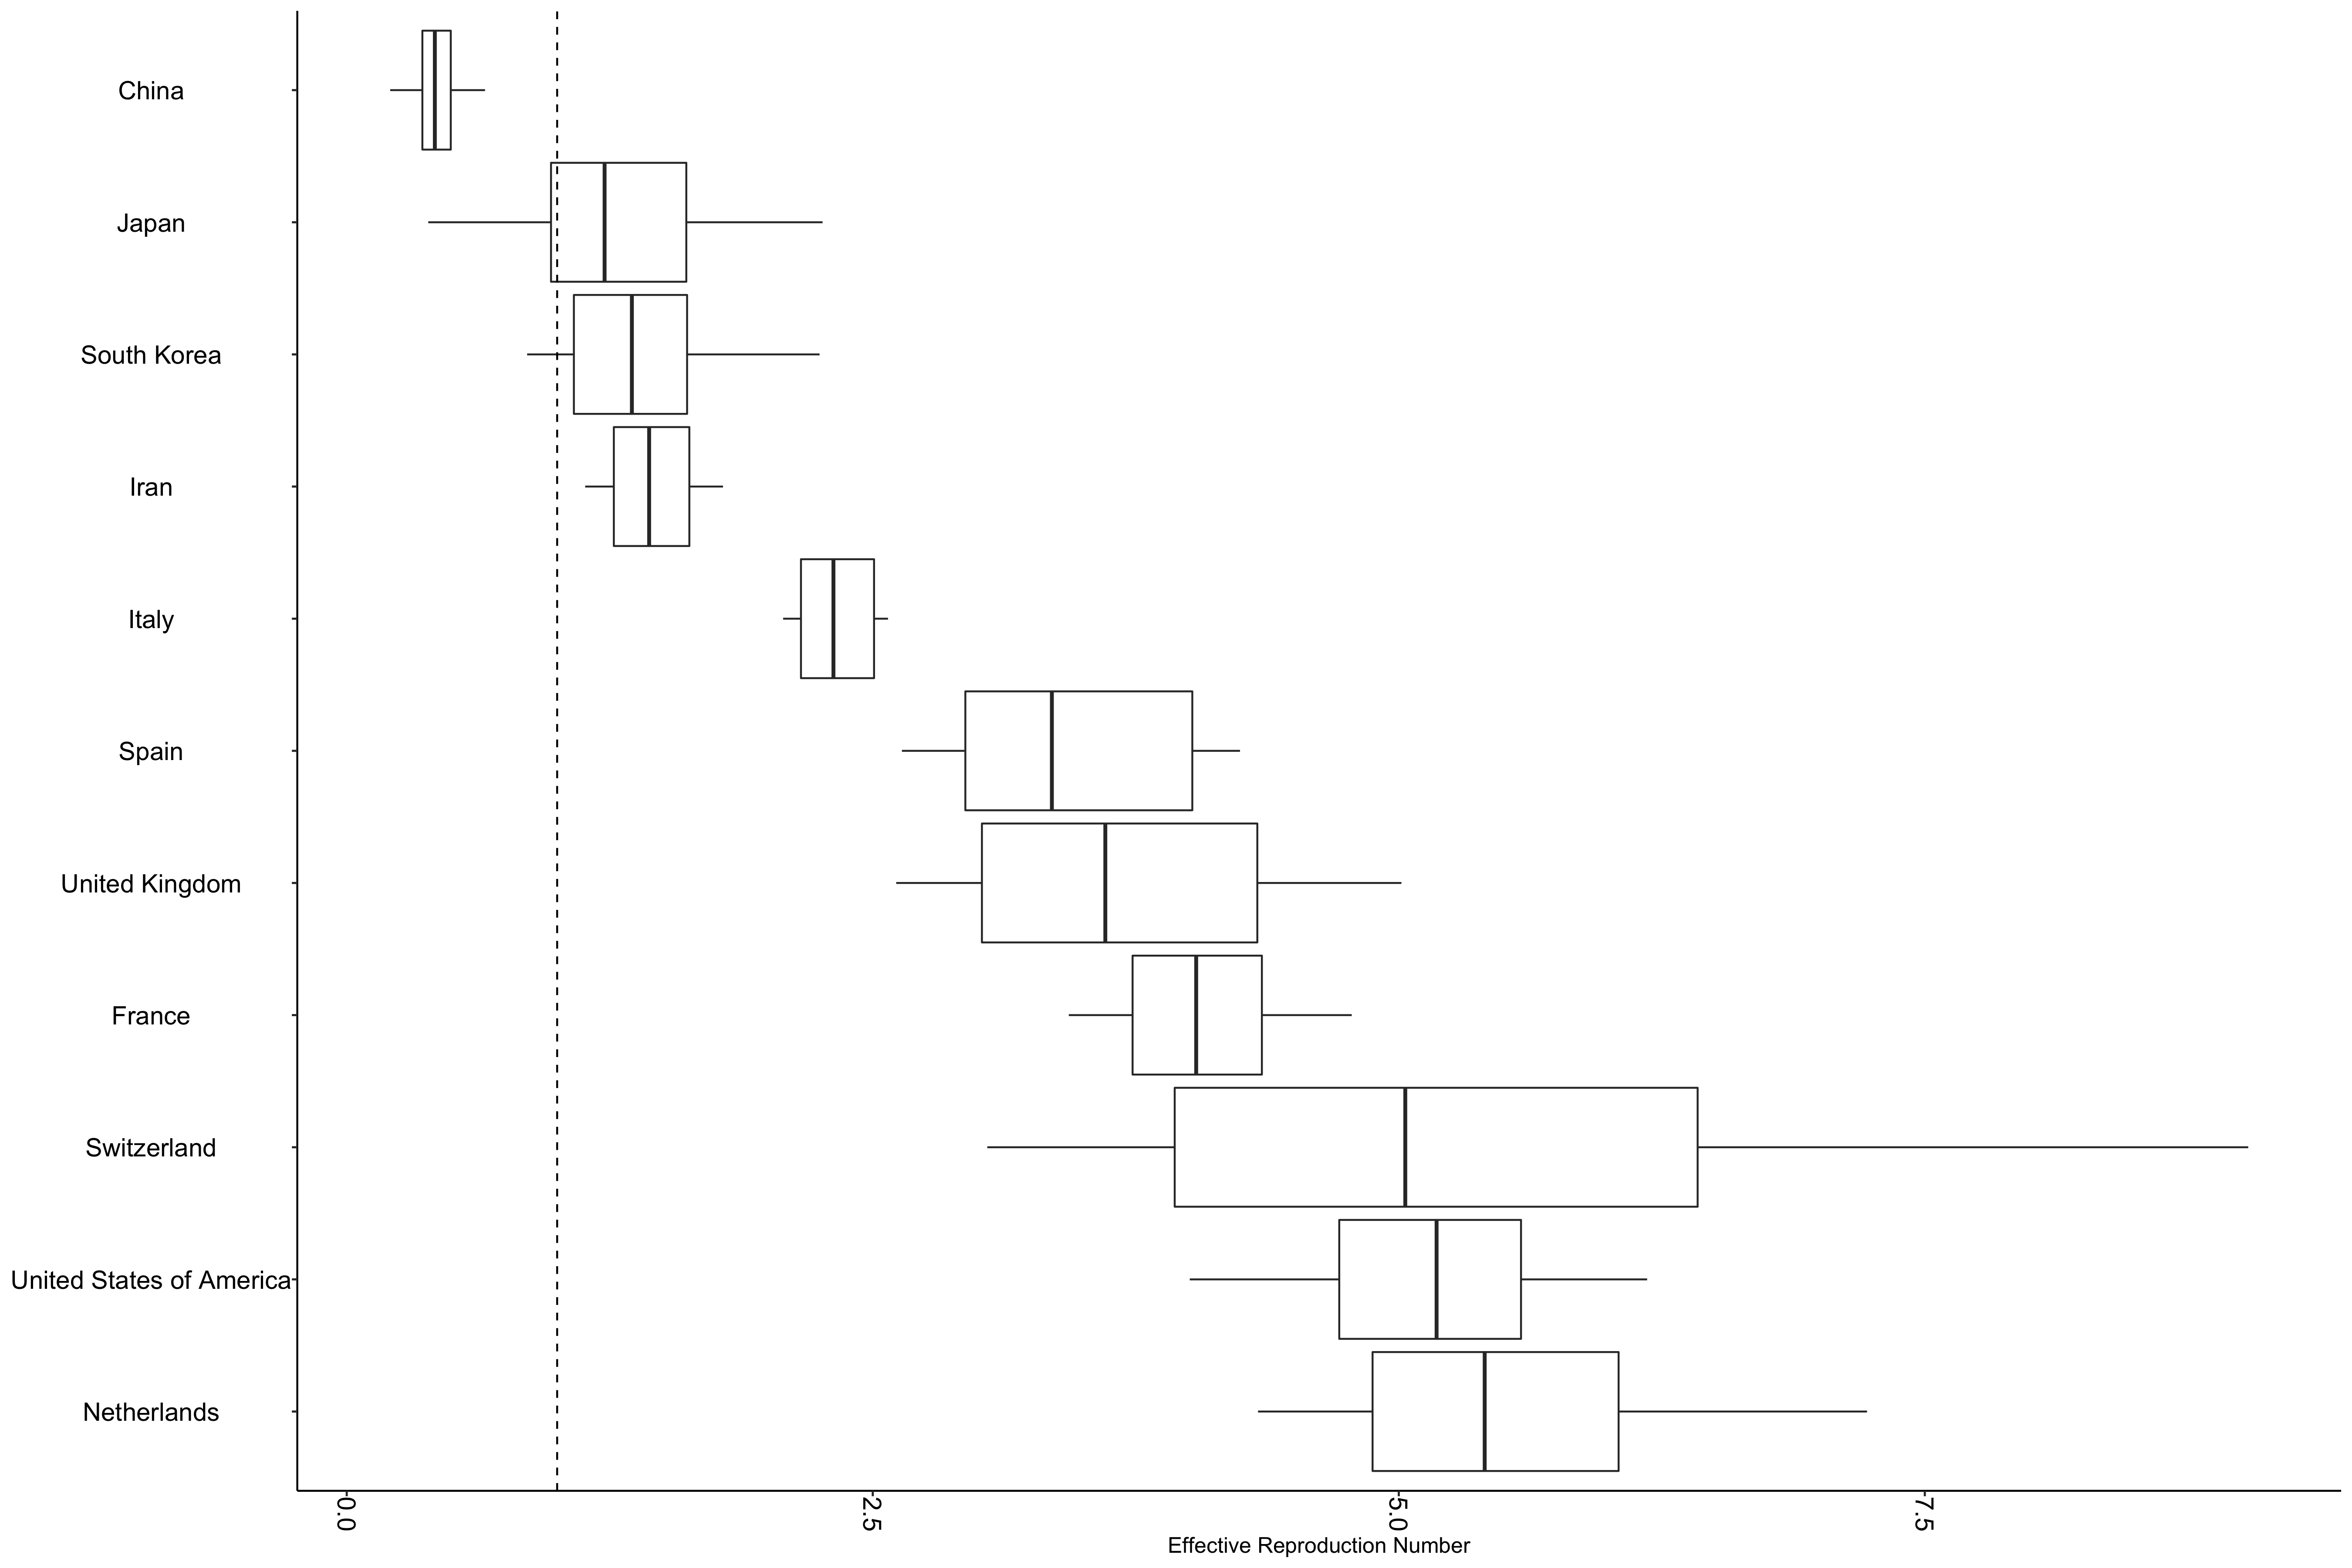 China
Japan
South Korea
Iran
Italy
Spain
United Kingdom
France
Switzerland
United States of America
Netherlands
0.0
2.5
5.0
7.5
Effective Reproduction Number